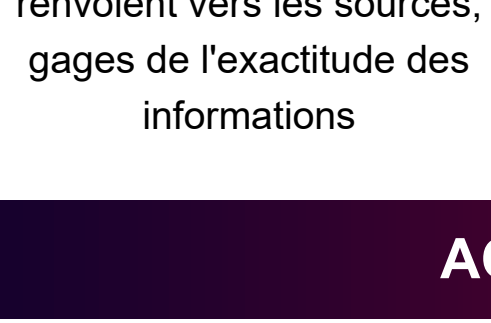 renvoient vers les sources,
gages de l'exactitude des
informations